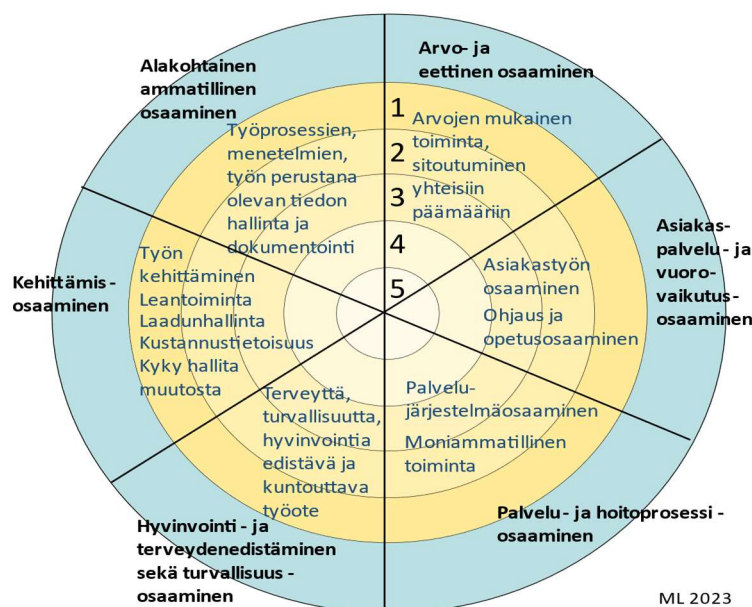 Alakohtainen
ammatillinen
osaaminen
Arvo- ja
eettinen osaaminen
1
2
3
4
5
Työprosessien,
menetelmien,
työn perustana
olevan tiedon
hallinta ja
dokumentointi
Arvojen mukainen
toiminta,
sitoutuminen
yhteisiin
päämääriin
Asiakas-
palvelu- ja
vuoro-
vaikutus-
osaaminen
Asiakastyön
osaaminen
Ohjaus ja
opetusosaaminen
Kehittämis -
osaaminen
Työn
kehittäminen
Leantoiminta
Laadunhallinta
Kustannustietoisuus
Kyky hallita
muutosta
Terveyttä,
turvallisuutta,
hyvinvointia
edistävä ja
kuntouttava
työote
Palvelu-
järjestelmäosaaminen
Moniammatillinen
toiminta
Hyvinvointi - ja
terveydenedistäminen
sekä turvallisuus -
osaaminen
Palvelu - ja hoitoprosessi -
osaaminen
ML 2023